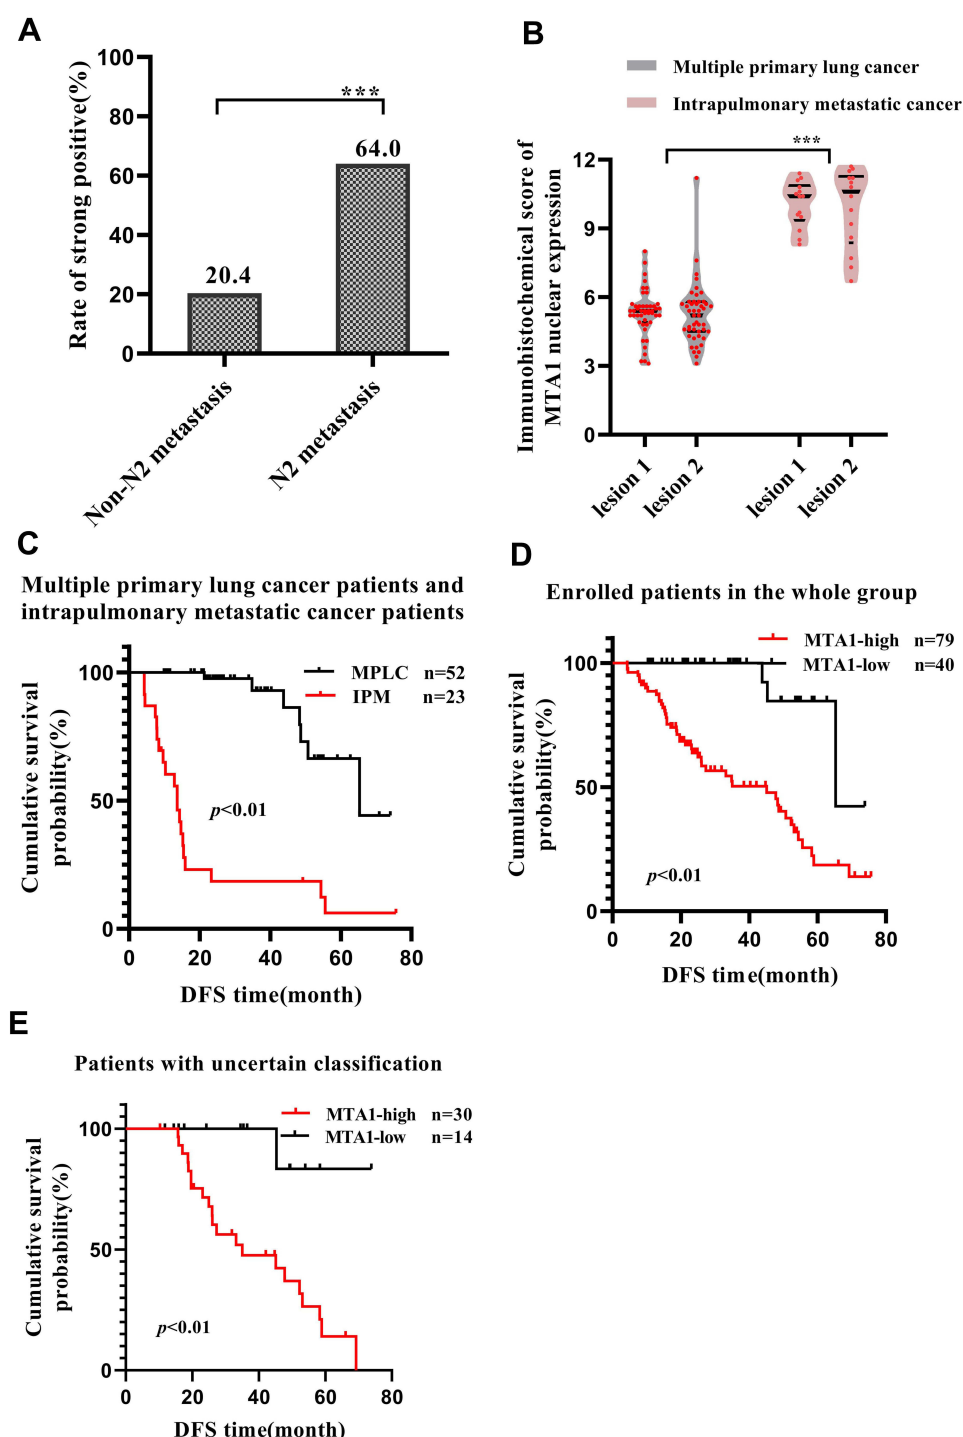 A
Rate of strong positive(%)
100
80
60
40
20
0
***
20.4
64.0
Non-N2 metastasis
N2 metastasis
B
Multiple primary lung cancer
Intrapulmonary metastatic cancer
Immunohistochemical score of
MTA1 nuclear expression
12
9
6
3
0
***
lesion 1
lesion 2
lesion 1
lesion 2
C
Multiple primary lung cancer patients and
intrapulmonary metastatic cancer patients
MPLC n=52
IPM n=23
Cumulative survival
probability(%)
100
50
0
p<0.01
0 20 40 60 80
DFS time(month)
D
Enrolled patients in the whole group
MTA1-high n=79
MTA1-low n=40
Cumulative survival
probability(%)
100
50
0
p<0.01
0 20 40 60 80
DFS time(month)
E
Patients with uncertain classification
MTA1-high n=30
MTA1-low n=14
Cumulative survival
probability(%)
100
50
0
p<0.01
0 20 40 60 80
DFS time(month)